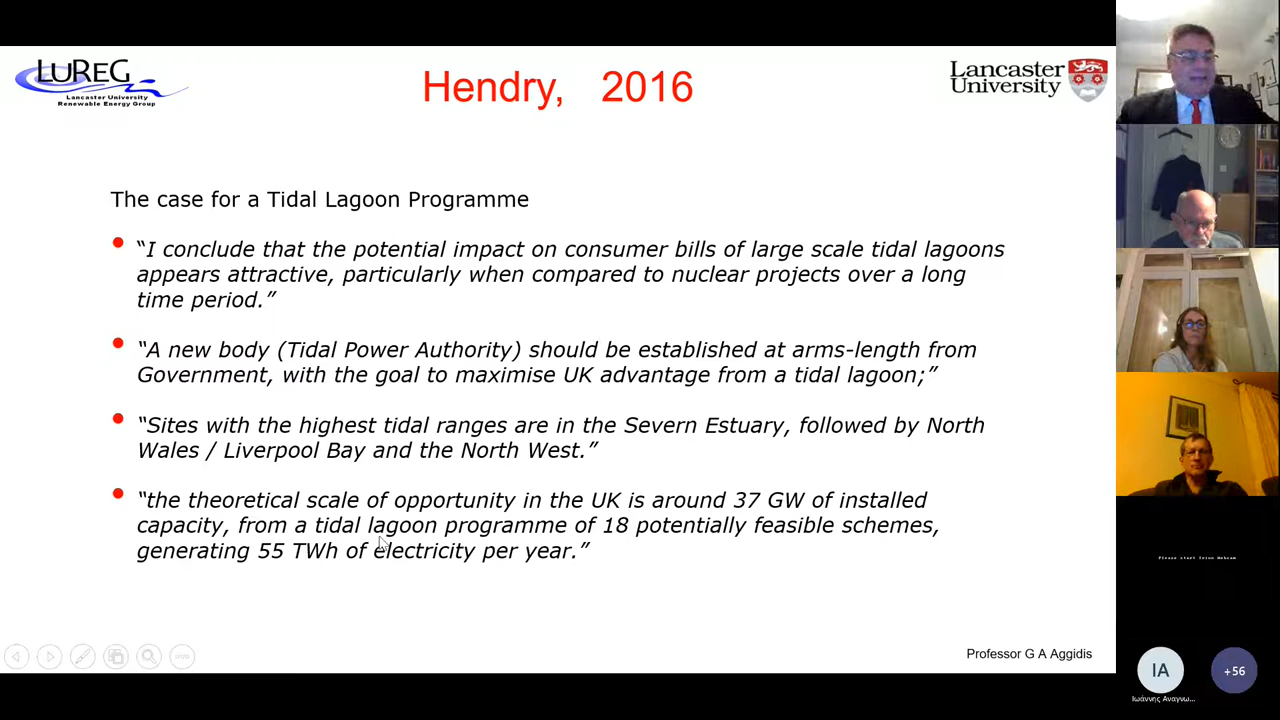 LUREG
Lancaster University
Renewable Energy Group
Hendry, 2016
Lancaster
University
The case for a Tidal Lagoon Programme
“I conclude that the potential impact on consumer bills of large scale tidal lagoons
appears attractive, particularly when compared to nuclear projects over a long
time period.”
“A new body (Tidal Power Authority) should be established at arms-length from
Government, with the goal to maximise UK advantage from a tidal lagoon;”
“Sites with the highest tidal ranges are in the Severn Estuary, followed by North
Wales / Liverpool Bay and the North West.”
“the theoretical scale of opportunity in the UK is around 37 GW of installed
capacity, from a tidal lagoon programme of 18 potentially feasible schemes,
generating 55 TWh of electricity per year.”
Professor G A Aggidis
Please start Iriun Webcam
IA
+56
Ιωάννης Αναγνω...